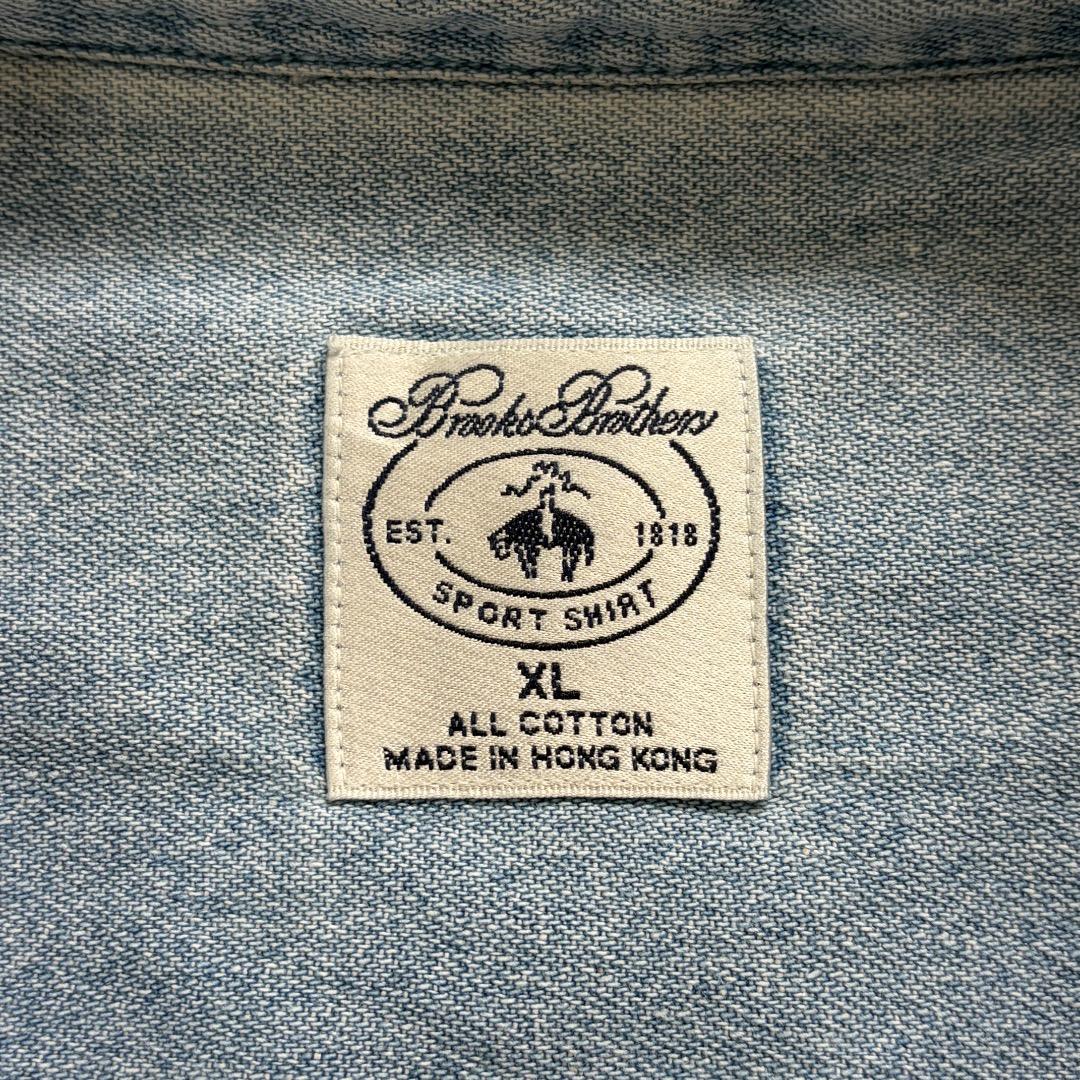 Brooks Brothers
EST. 1818
SPORT SHIRT
XL
ALL COTTON
MADE IN HONG KONG